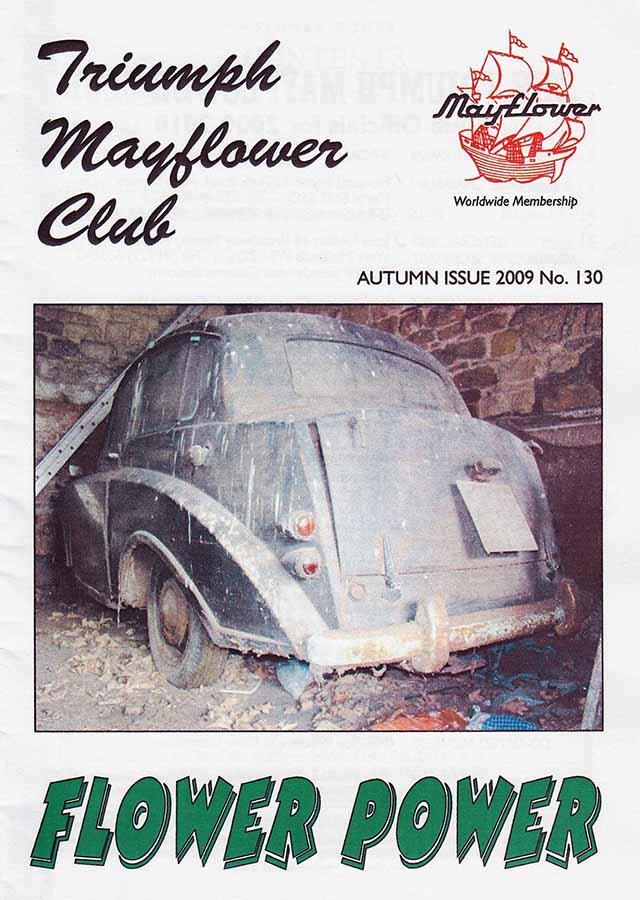 Triumph
Mayflower
Club
Mayflower
Worldwide Membership
AUTUMN ISSUE 2009 No. 130
FLOWER POWER